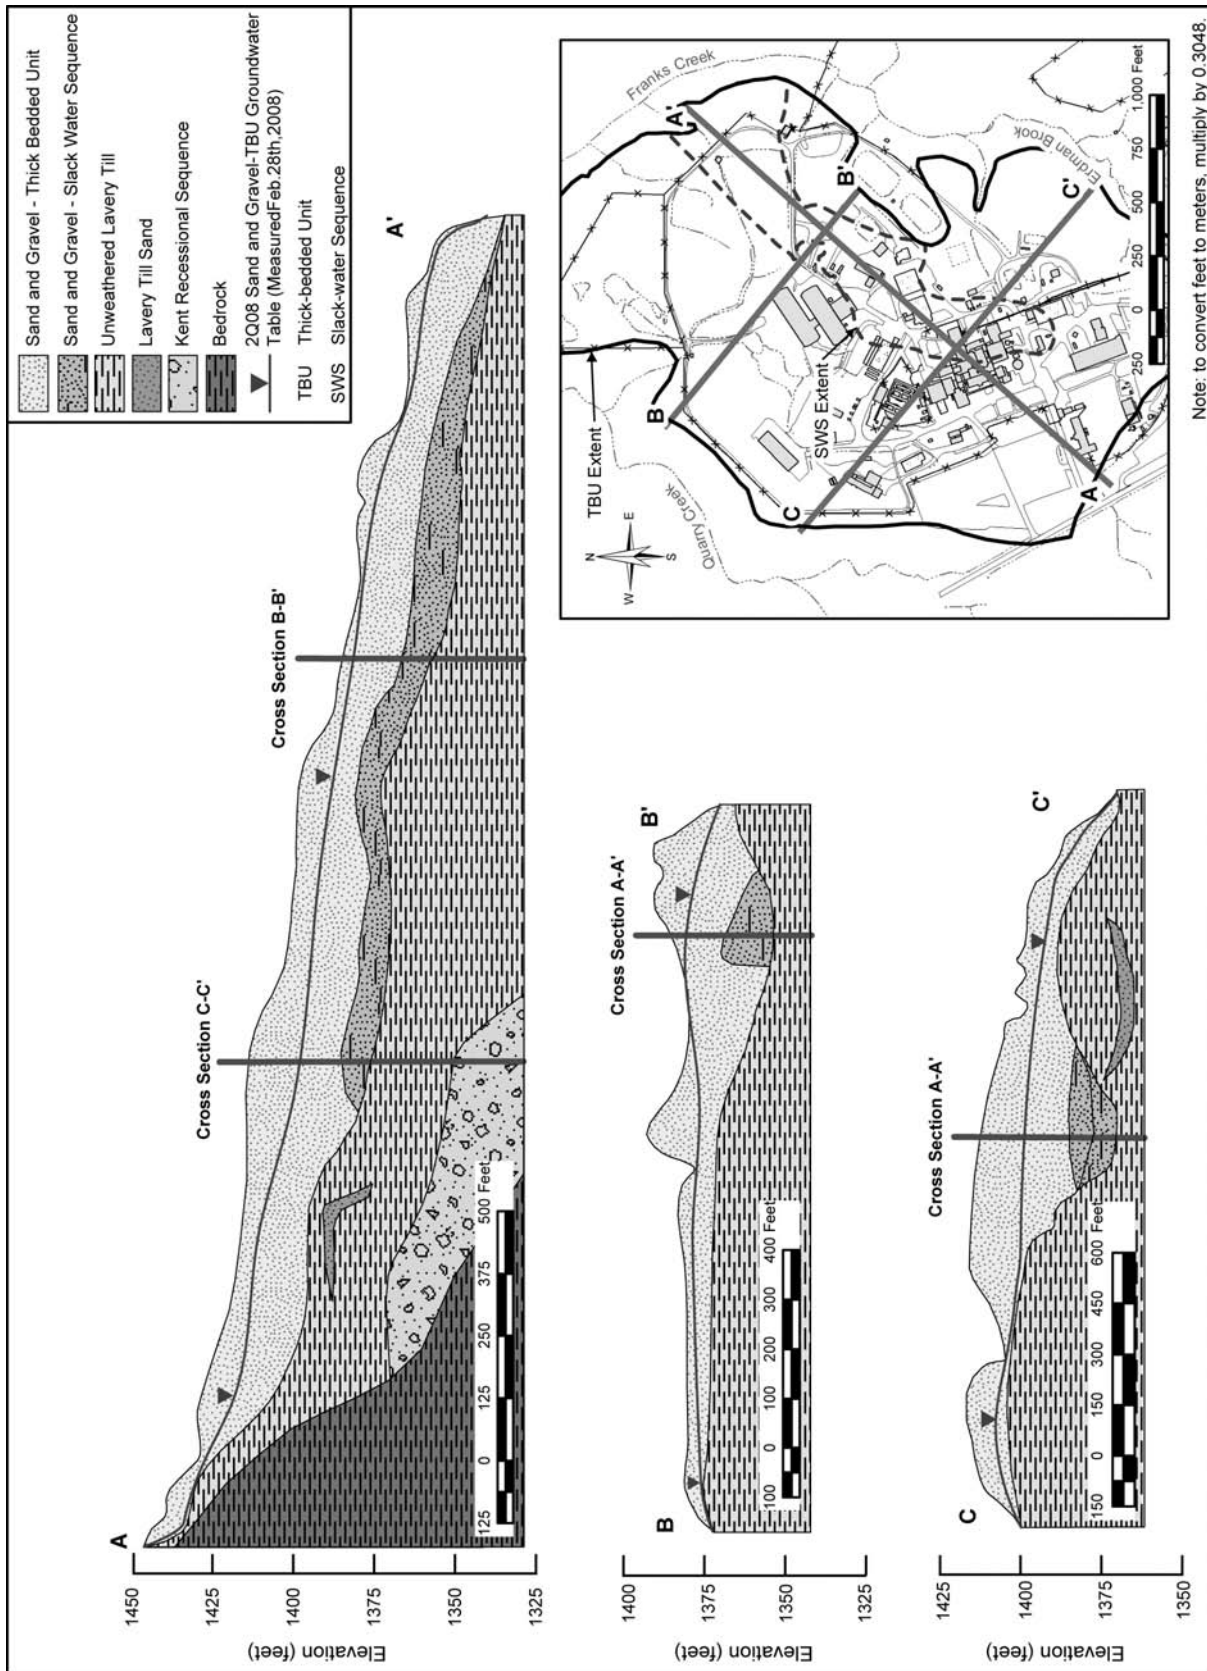 Sand and Gravel - Thick Bedded Unit
Sand and Gravel - Slack Water Sequence
Unweathered Lavery Till
Lavery Till Sand
Kent Recessional Sequence
Bedrock
2Q08 Sand and Gravel-TBU Groundwater
Table (MeasuredFeb.28th,2008)
TBU Thick-bedded Unit
SWS Slack-water Sequence
A
A'
Cross Section C-C'
Cross Section B-B'
1450
1425
1400
1375
1350
1325
Elevation (feet)
125 0 125 250 375 500 Feet
B
B'
Cross Section A-A'
1400
1375
1350
Elevation (feet)
100 0 100 200 300 400 Feet
C
C'
Cross Section A-A'
1425
1400
1375
1350
Elevation (feet)
150 0 150 300 450 600 Feet
N
W
E
S
TBU Extent
SWS Extent
Quarry Creek
Franks Creek
Erdman Brook
A
A'
B
B'
C
C'
250 0 250 500 750 1,000 Feet
Note: to convert feet to meters, multiply by 0.3048.